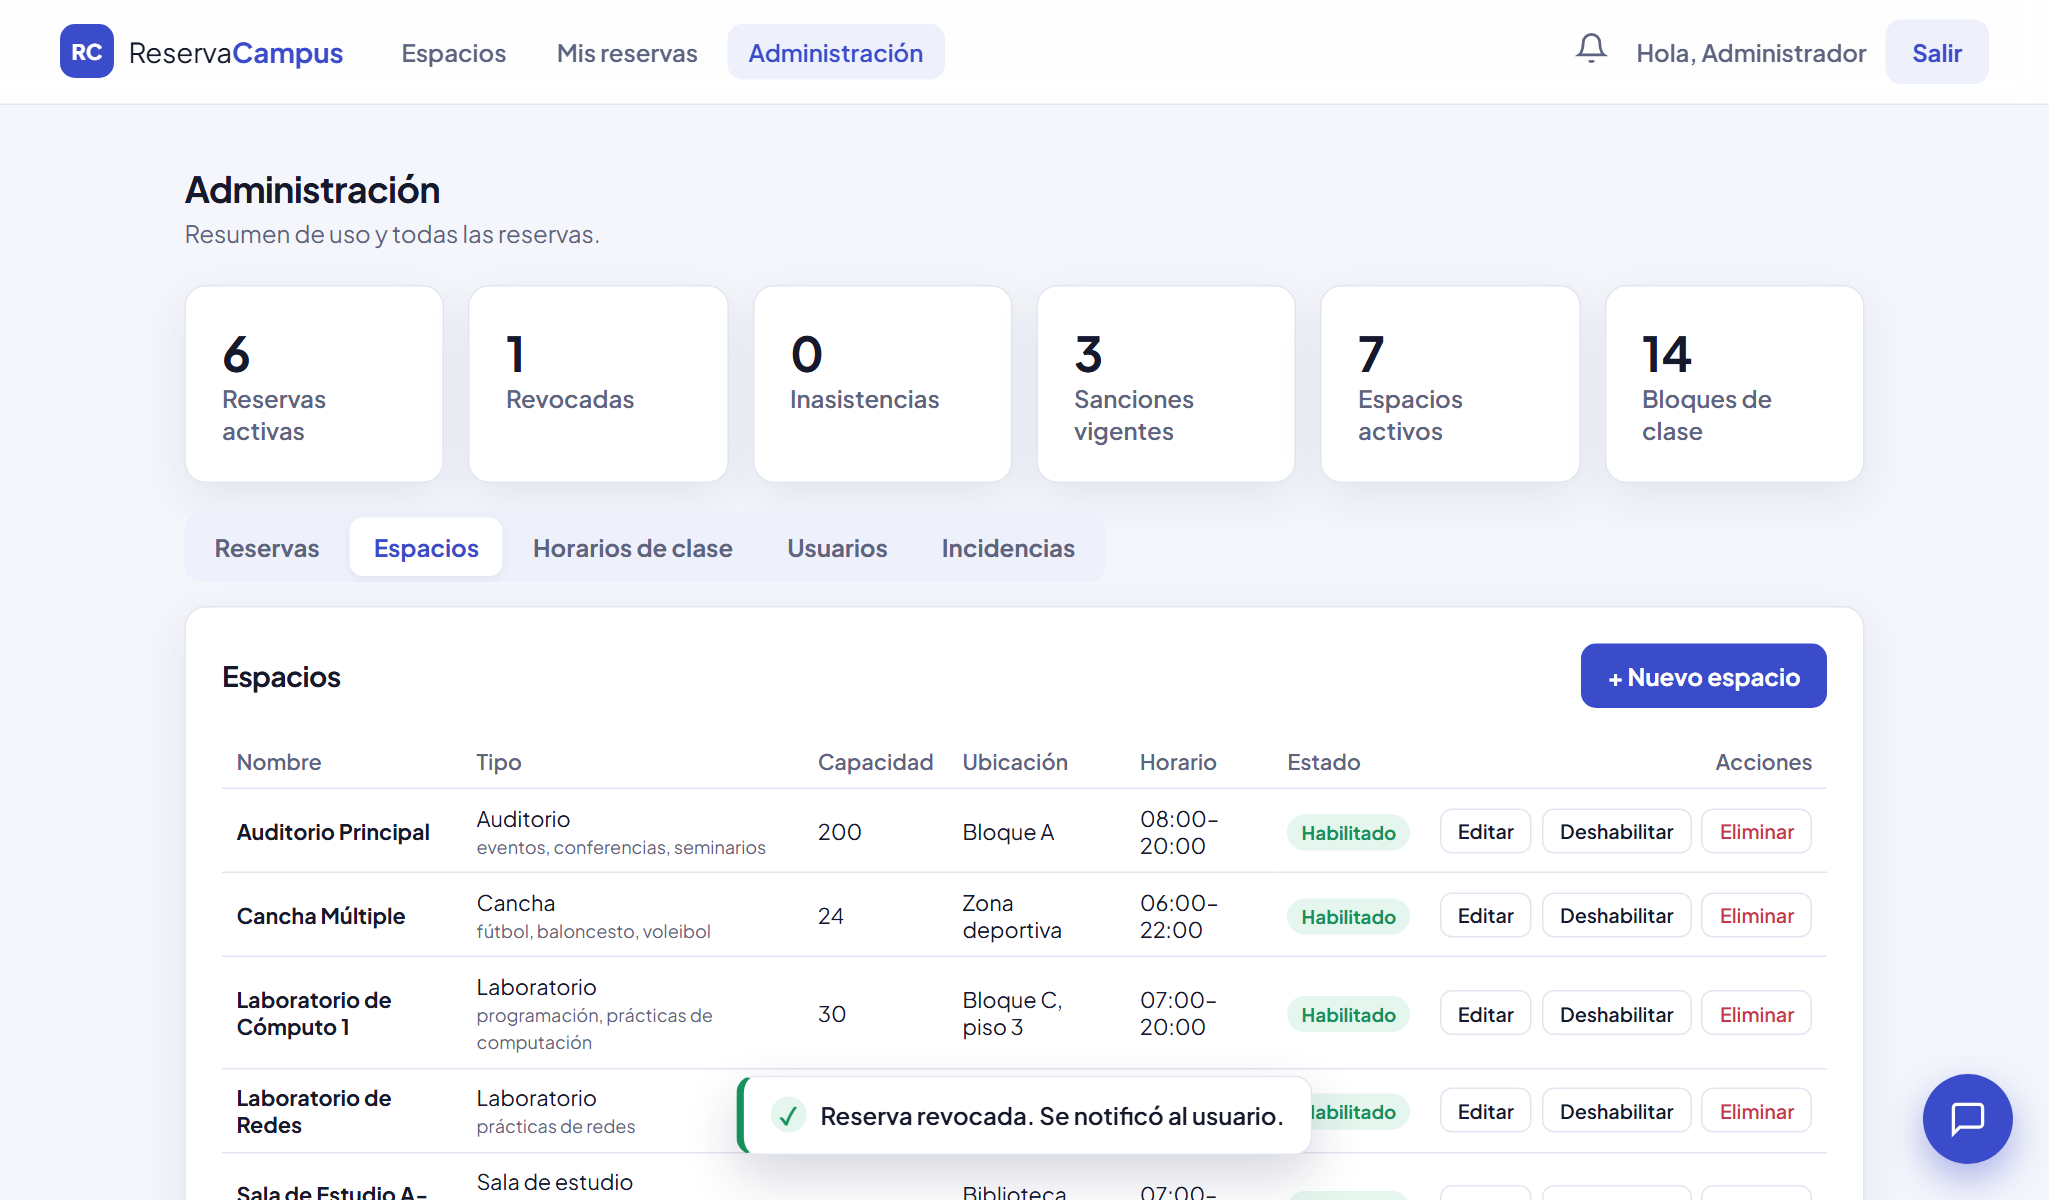 RC ReservaCampus Espacios Mis reservas Administración Hola, Administrador Salir
Administración
Resumen de uso y todas las reservas.
6
Reservas
activas
1
Revocadas
0
Inasistencias
3
Sanciones
vigentes
7
Espacios
activos
14
Bloques de
clase
Reservas Espacios Horarios de clase Usuarios Incidencias
Espacios
+ Nuevo espacio
Nombre Tipo Capacidad Ubicación Horario Estado Acciones
Auditorio Principal
Auditorio
eventos, conferencias, seminarios
200
Bloque A
08:00–
20:00
Habilitado
Editar Deshabilitar Eliminar
Cancha Múltiple
Cancha
fútbol, baloncesto, voleibol
24
Zona
deportiva
06:00–
22:00
Habilitado
Editar Deshabilitar Eliminar
Laboratorio de
Cómputo 1
Laboratorio
programación, prácticas de
computación
30
Bloque C,
piso 3
07:00–
20:00
Habilitado
Editar Deshabilitar Eliminar
Laboratorio de
Redes
Laboratorio
prácticas de redes
Editar Deshabilitar Eliminar
✓ Reserva revocada. Se notificó al usuario.
Sala de Estudio A–
Sala de estudio
Biblioteca
07:00–